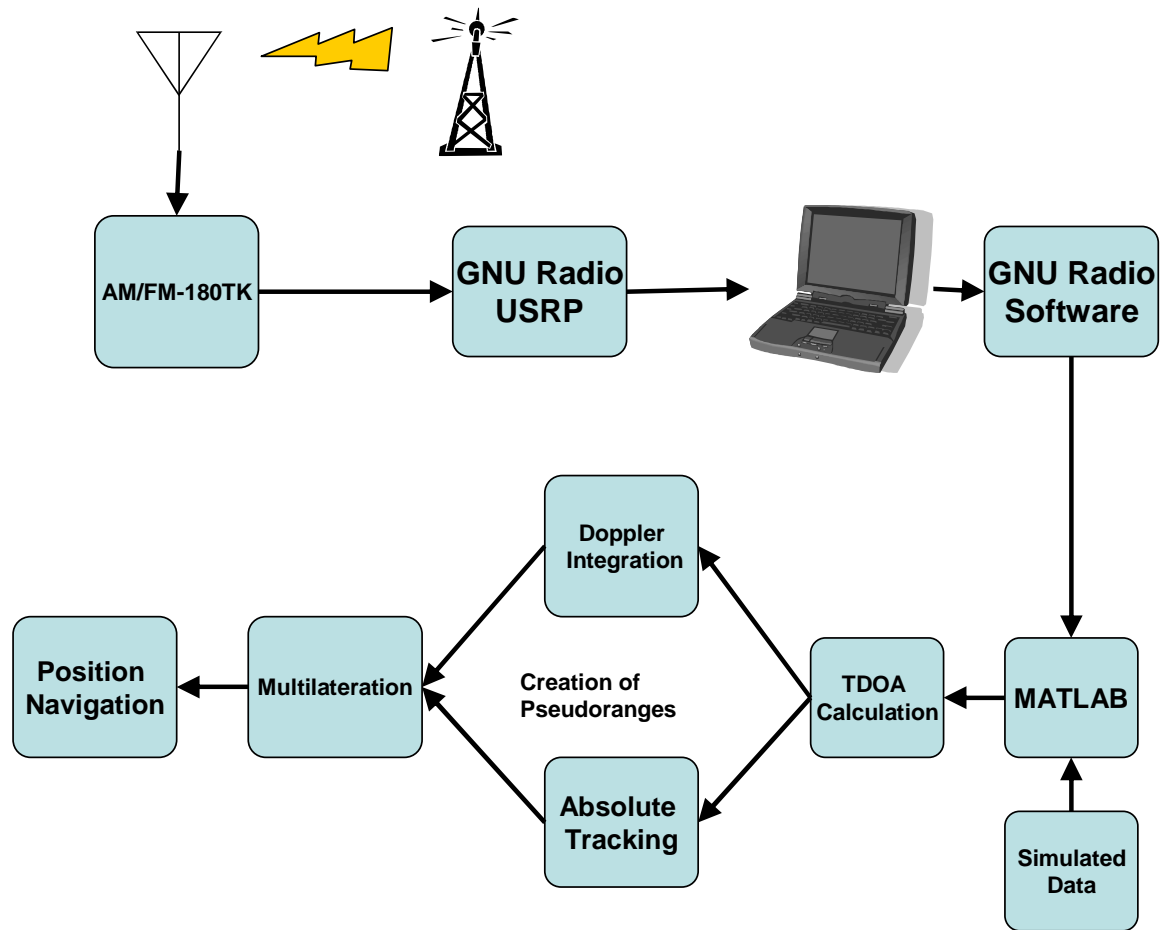 AM/FM-180TK
GNU Radio
USRP
GNU Radio
Software
Doppler
Integration
Position
Navigation
Multilateration
Creation of
Pseudoranges
TDOA
Calculation
MATLAB
Absolute
Tracking
Simulated
Data